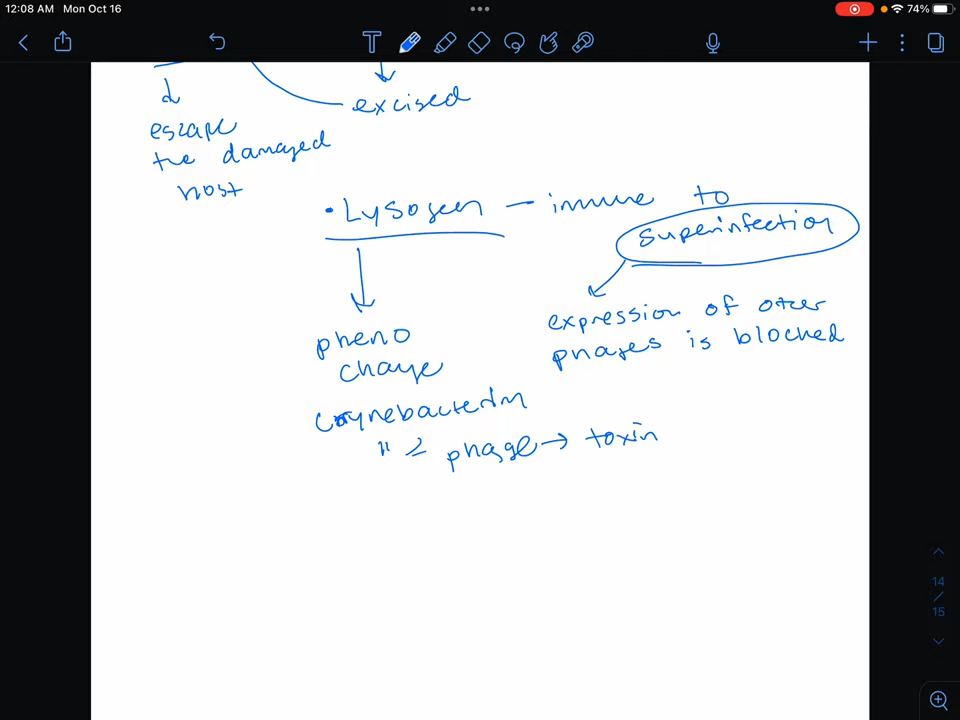 12:08 AM Mon Oct 16
74%
T
excised
escape
the damaged
host
• Lysogen — immune to
superinfection
expression of other
phages is blocked
pheno
change
Corynebacterium
" phage → toxin
14
/
15